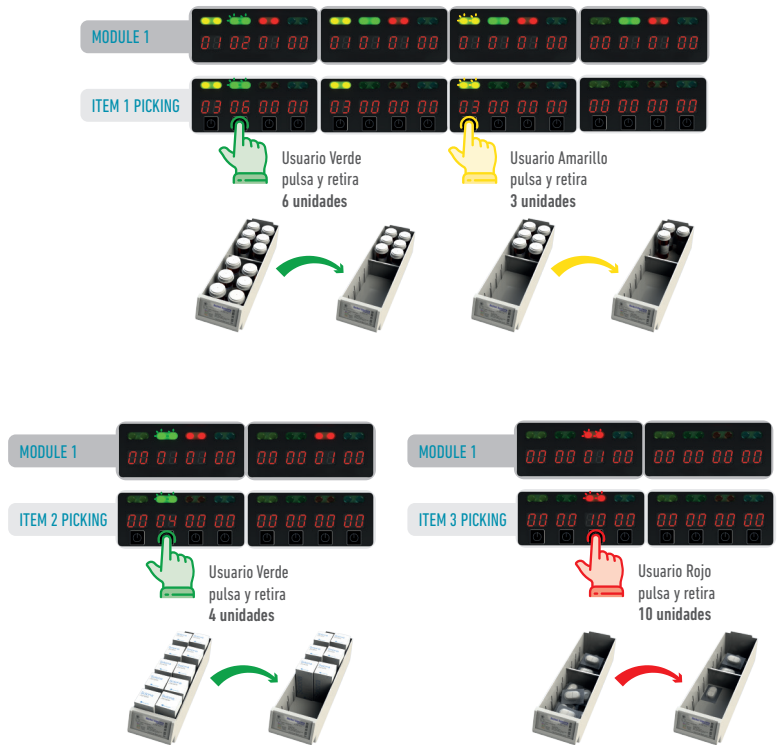 MODULE 1
01 02 01 00
01 01 01 00
01 01 01 00
00 01 01 00
ITEM 1 PICKING
03 06 00 00
03 00 00 00
03 00 00 00
00 00 00 00
Usuario Verde
pulsa y retira
6 unidades
Usuario Amarillo
pulsa y retira
3 unidades
MODULE 1
00 01 01 00
00 00 01 00
MODULE 1
00 00 01 00
00 00 00 00
ITEM 2 PICKING
00 04 00 00
00 00 00 00
ITEM 3 PICKING
00 00 10 00
00 00 00 00
Usuario Verde
pulsa y retira
4 unidades
Usuario Rojo
pulsa y retira
10 unidades